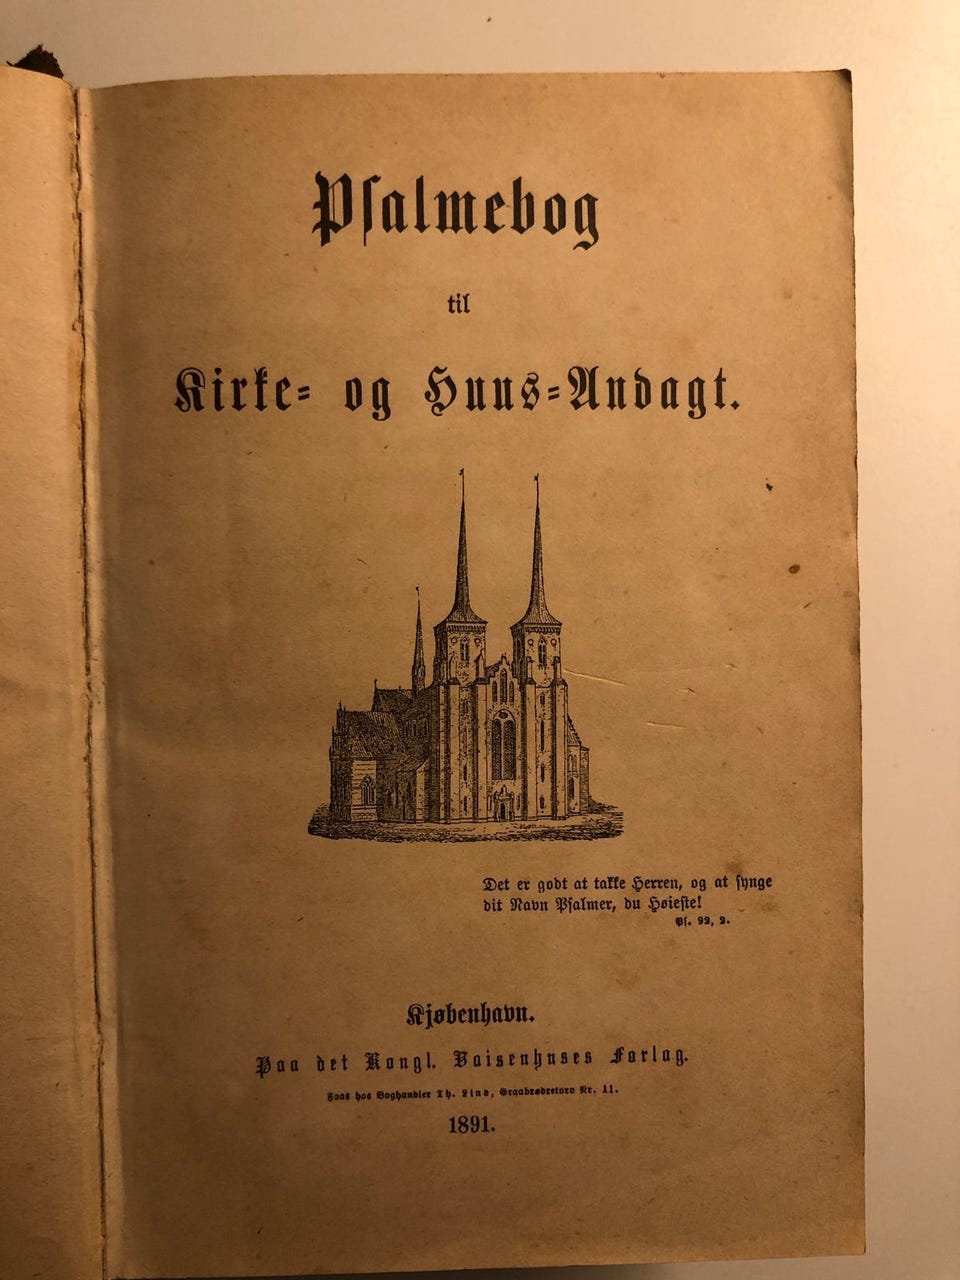 Psalmebog
til
Kirke- og Huus-Andagt.
Det er godt at takke Herren, og at synge
dit Navn Psalmer, du Høieste!
Ps. 92, 2.
Kjøbenhavn.
Paa det Kongl. Vaisenhuses Forlag.
Faas hos Boghandler Th. Lind, Graabrødretorv Nr. 11.
1891.